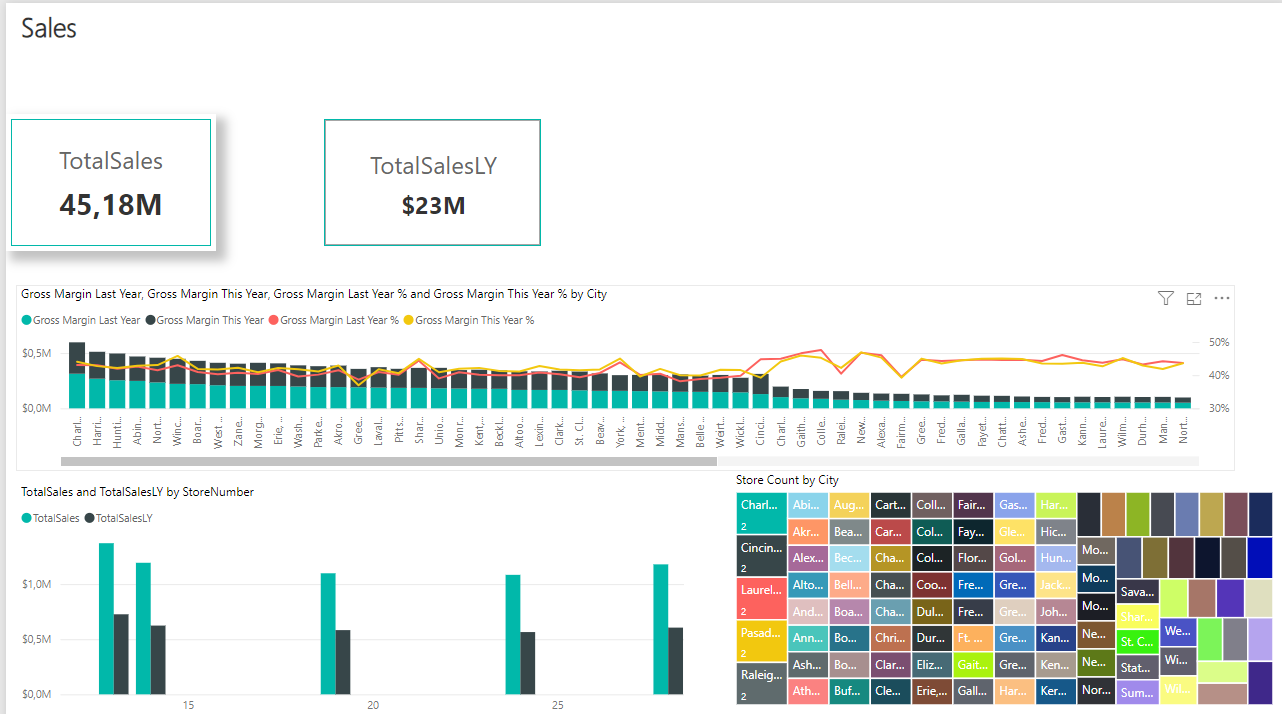 Sales
TotalSales
45,18M
TotalSalesLY
$23M
Gross Margin Last Year, Gross Margin This Year, Gross Margin Last Year % and Gross Margin This Year % by City
Gross Margin Last Year Gross Margin This Year Gross Margin Last Year % Gross Margin This Year %
$0,5M
$0,0M
50%
40%
30%
Charl... Harri... Hunti... Abin... Nort... Winc... Boar... West ... Zane... Morg... Erie,... Wash... Parke... Akro... Gree... Laval... Pitts... Shar... Unio... Monr... Kent,... Beckl... Altoo... Lexin... Clark... St. Cl... Beav... York, ... Ment... Midd... Mans... Belle ... Weirt... Wickl... Cinci... Charl... Gaith... Colle... Ralei... New... Alexa... Fairm... Gree... Fred... Galla... Fayet... Chatt... Ashe... Fred... Gast... Kann... Laure... Wilm... Durh... Man... Nort...
TotalSales and TotalSalesLY by StoreNumber
TotalSales TotalSalesLY
$1,0M
$0,5M
$0,0M
15 20 25
Store Count by City
Charl...
2
Cincin...
2
Laurel...
2
Pasad...
2
Raleig...
2
Abi...
Akr...
Alex...
Alto...
And...
Ann...
Ash...
Ath...
Aug...
Bea...
Bec...
Bell...
Boa...
Bo...
Bo...
Buf...
Cart...
Car...
Cha...
Cha...
Cha...
Chri...
Clar...
Cle...
Coll...
Col...
Col...
Coo...
Dul...
Dur...
Eliz...
Erie,...
Fair...
Fay...
Flor...
Fre...
Fre...
Ft. ...
Gait...
Gall...
Gas...
Gle...
Gol...
Gre...
Gre...
Gre...
Gre...
Har...
Har...
Hic...
Hun...
Jack...
Joh...
Kan...
Ken...
Ker...
Mo...
Mo...
Mo...
Ne...
Ne...
Nor...
Sava...
Shar...
St. C...
Stat...
Sum...
We...
Wi...
Wil...